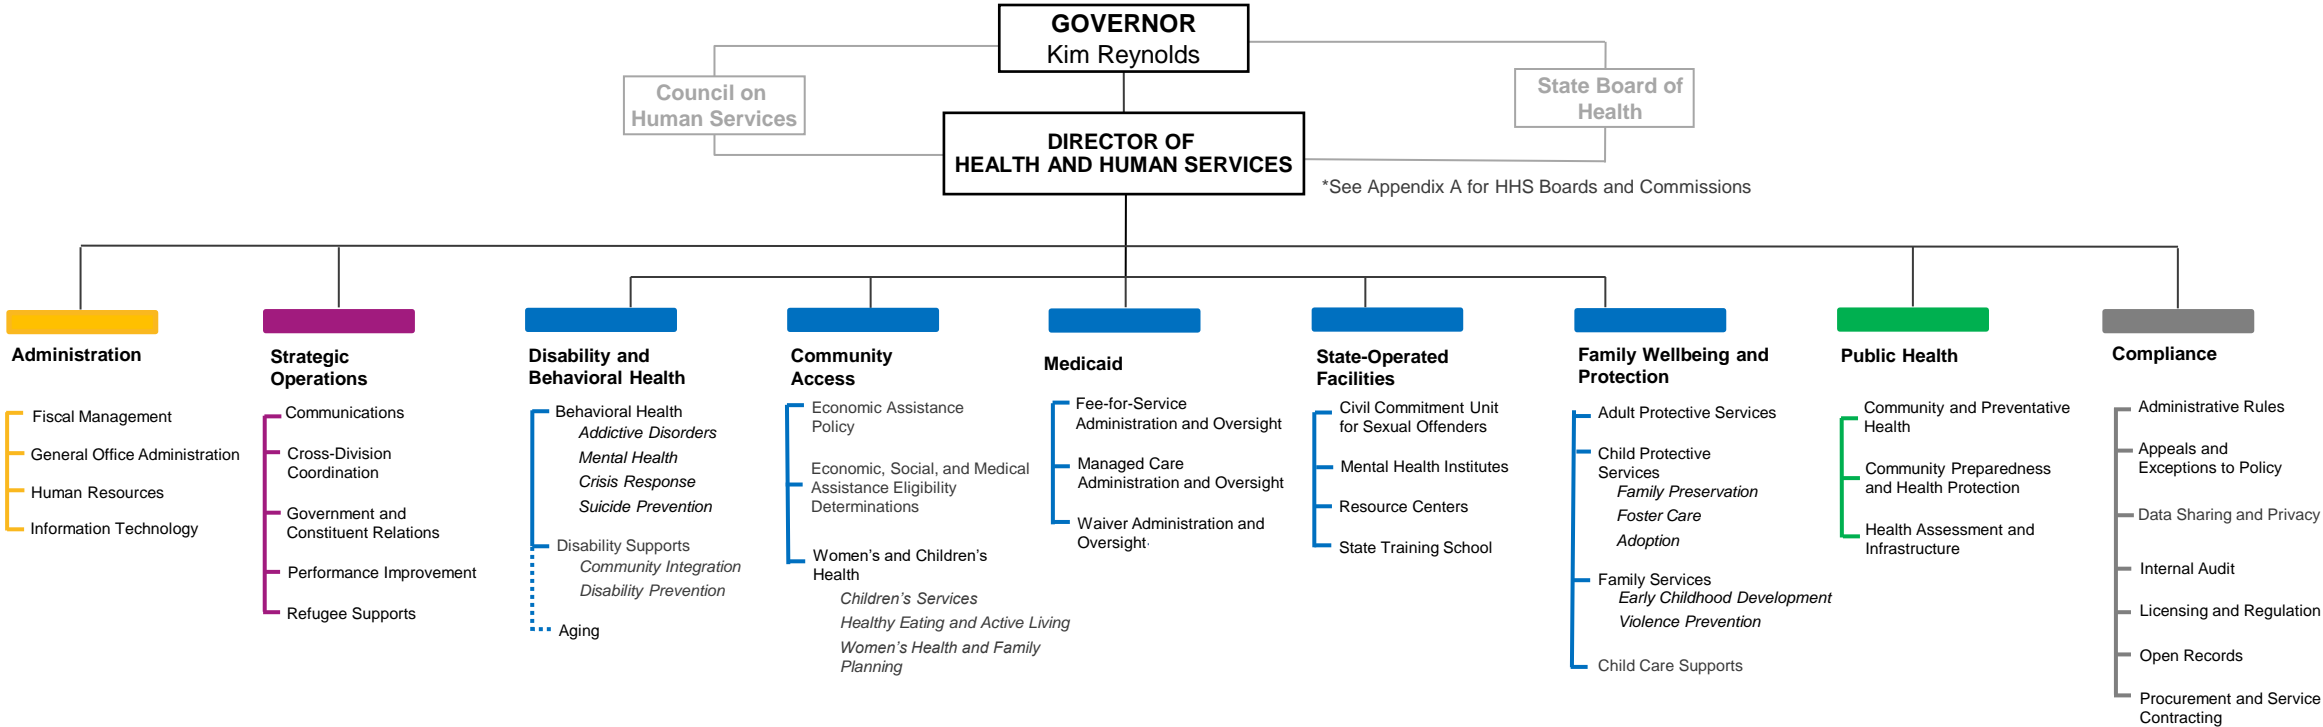 GOVERNOR
Kim Reynolds
Council on
Human Services
State Board of
Health
DIRECTOR OF
HEALTH AND HUMAN SERVICES
*See Appendix A for HHS Boards and Commissions
Administration
Fiscal Management
General Office Administration
Human Resources
Information Technology
Strategic
Operations
Communications
Cross-Division
Coordination
Government and
Constituent Relations
Performance Improvement
Refugee Supports
Disability and
Behavioral Health
Behavioral Health
Addictive Disorders
Mental Health
Crisis Response
Suicide Prevention
Disability Supports
Community Integration
Disability Prevention
Aging
Community
Access
Economic Assistance
Policy
Economic, Social, and Medical
Assistance Eligibility
Determinations
Women's and Children's
Health
Children's Services
Healthy Eating and Active Living
Women's Health and Family
Planning
Medicaid
Fee-for-Service
Administration and Oversight
Managed Care
Administration and Oversight
Waiver Administration and
Oversight
State-Operated
Facilities
Civil Commitment Unit
for Sexual Offenders
Mental Health Institutes
Resource Centers
State Training School
Family Wellbeing and
Protection
Adult Protective Services
Child Protective
Services
Family Preservation
Foster Care
Adoption
Family Services
Early Childhood Development
Violence Prevention
Child Care Supports
Public Health
Community and Preventative
Health
Community Preparedness
and Health Protection
Health Assessment and
Infrastructure
Compliance
Administrative Rules
Appeals and
Exceptions to Policy
Data Sharing and Privacy
Internal Audit
Licensing and Regulation
Open Records
Procurement and Service
Contracting